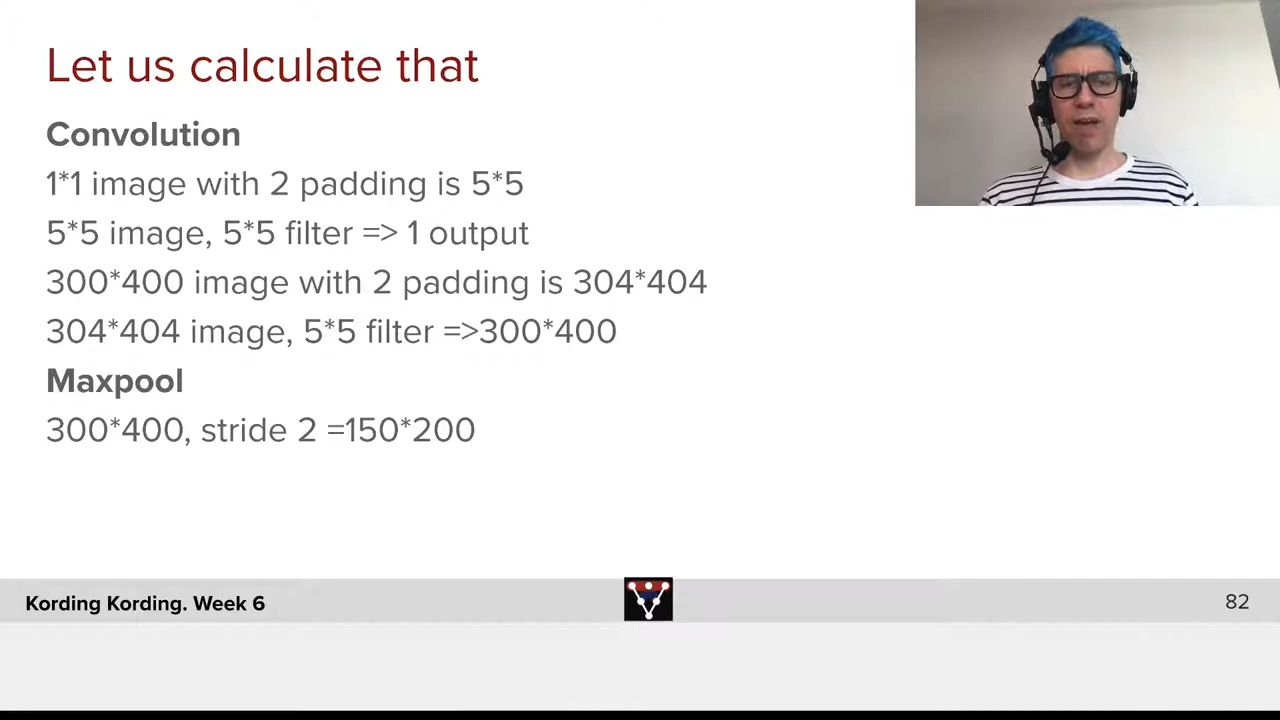 Let us calculate that
Convolution
1*1 image with 2 padding is 5*5
5*5 image, 5*5 filter => 1 output
300*400 image with 2 padding is 304*404
304*404 image, 5*5 filter =>300*400
Maxpool
300*400, stride 2 =150*200
Kording Kording. Week 6
82